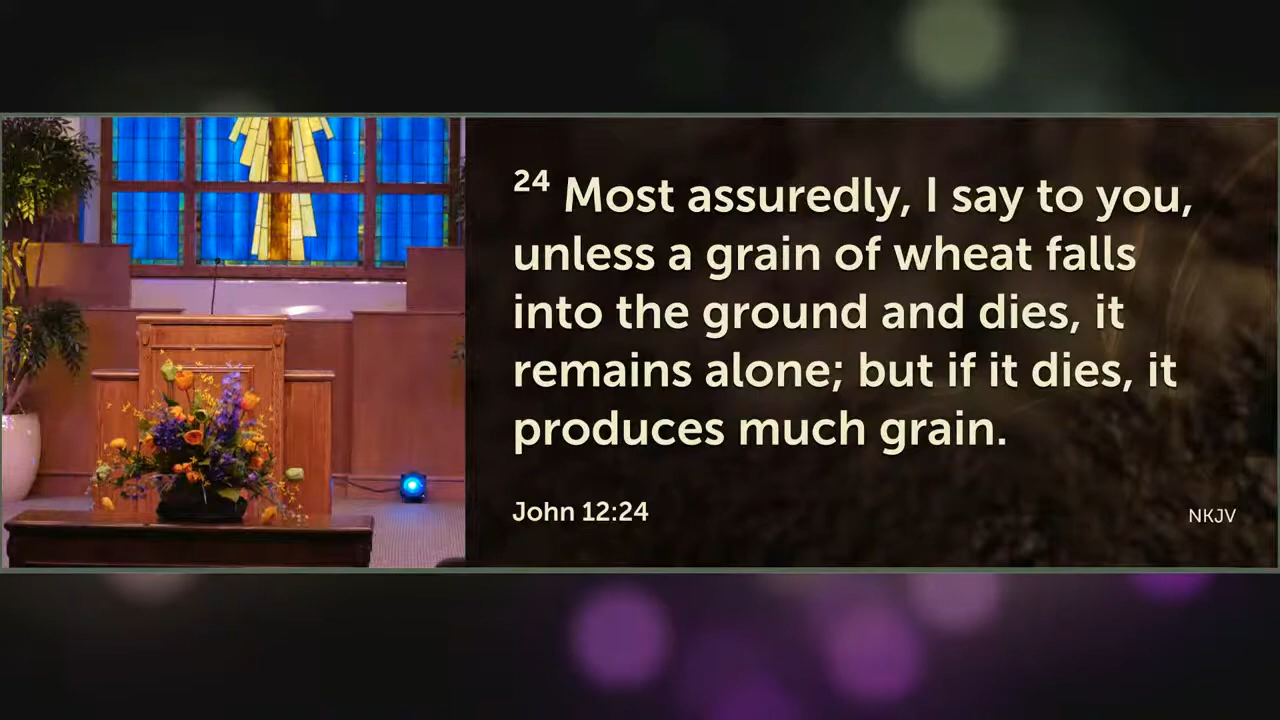 24 Most assuredly, I say to you,
unless a grain of wheat falls
into the ground and dies, it
remains alone; but if it dies, it
produces much grain.
John 12:24
NKJV